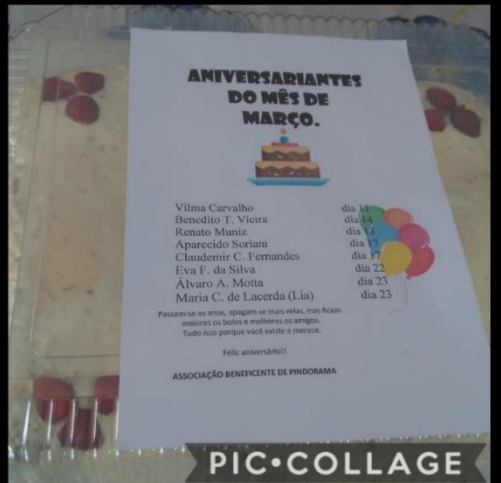 ANIVERSARIANTES
DO MÊS DE
MARÇO.
Vilma Carvalho dia 11
Benedito T. Vieira dia 14
Renato Muniz dia 13
Aparecido Soriani dia 17
Claudemir C. Fernandes dia 17
Eva F. da Silva dia 22
Álvaro A. Motta dia 23
Maria C. de Lacerda (Lia) dia 23
Passam-se os anos, apagam-se mais velas, mas ficam
maiores os bolos e melhores os amigos.
Tudo isso porque você existe e merece.
Feliz aniversário!!
ASSOCIAÇÃO BENEFICENTE DE PINDORAMA
PIC•COLLAGE